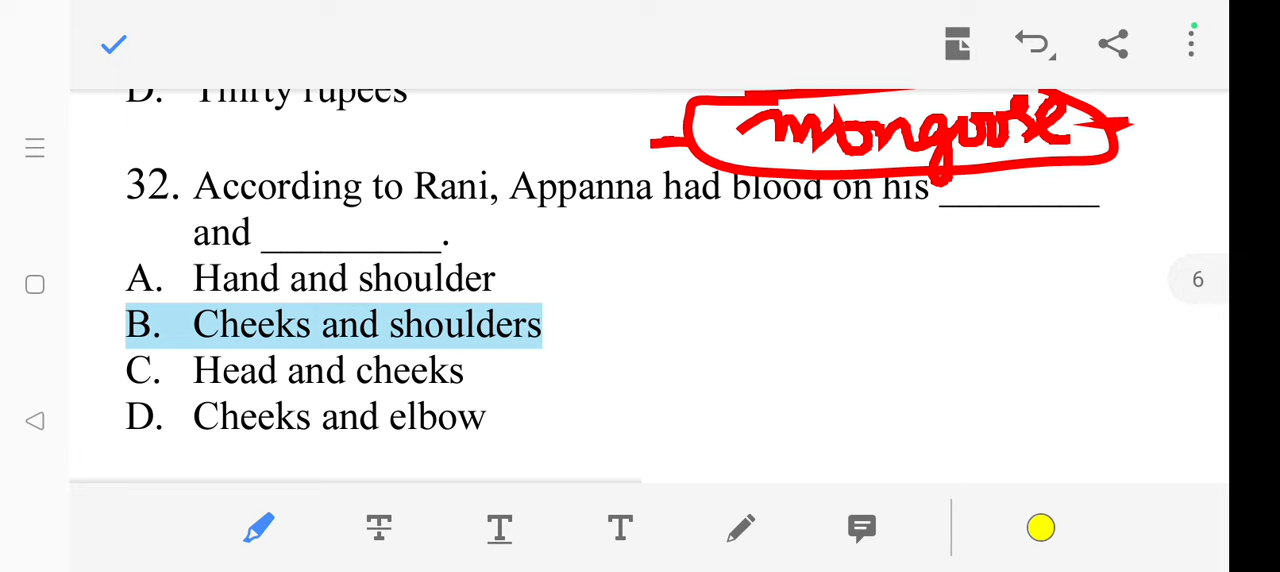 D. Thirty rupees
mongoose
32. According to Rani, Appanna had blood on his ________
and _________.
A. Hand and shoulder
6
B. Cheeks and shoulders
C. Head and cheeks
D. Cheeks and elbow
T T T